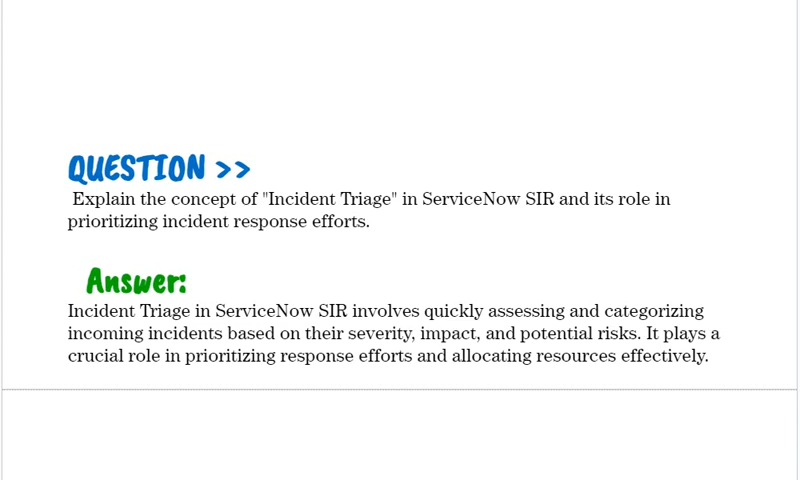 QUESTION >>
Explain the concept of "Incident Triage" in ServiceNow SIR and its role in
prioritizing incident response efforts.
Answer:
Incident Triage in ServiceNow SIR involves quickly assessing and categorizing
incoming incidents based on their severity, impact, and potential risks. It plays a
crucial role in prioritizing response efforts and allocating resources effectively.